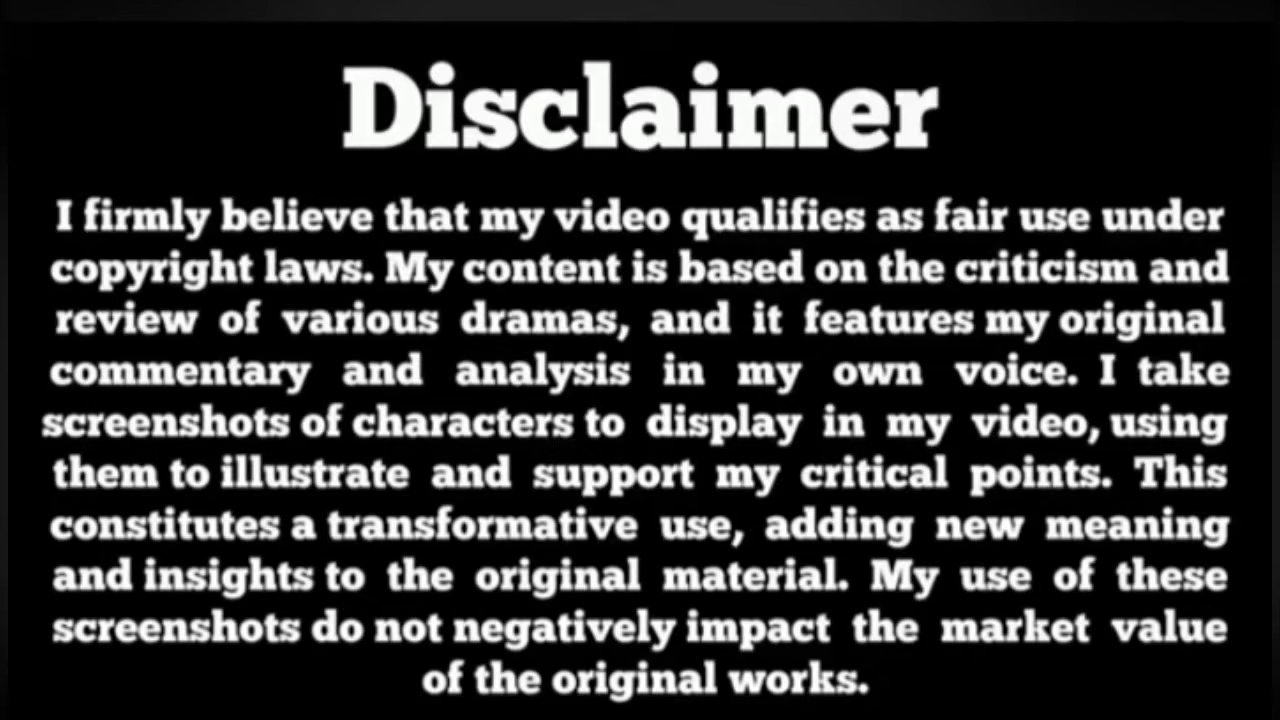 Disclaimer
I firmly believe that my video qualifies as fair use under
copyright laws. My content is based on the criticism and
review of various dramas, and it features my original
commentary and analysis in my own voice. I take
screenshots of characters to display in my video, using
them to illustrate and support my critical points. This
constitutes a transformative use, adding new meaning
and insights to the original material. My use of these
screenshots do not negatively impact the market value
of the original works.